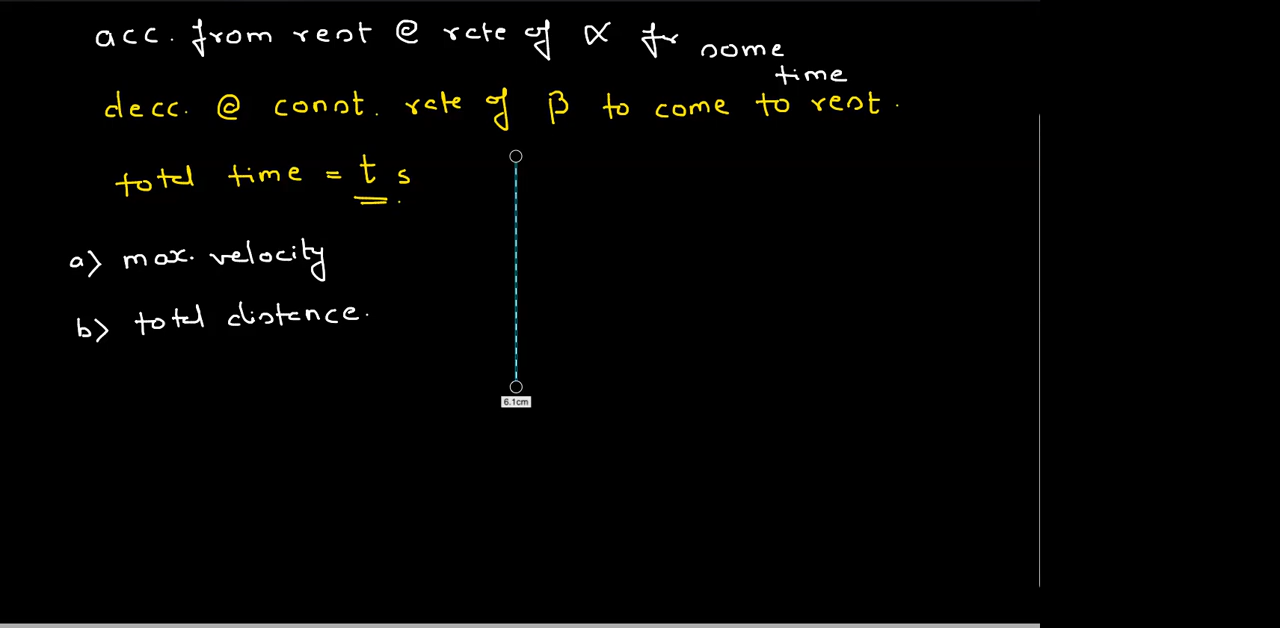 acc. from rest @ rate of α fr some time
decc. @ const. rate of β to come to rest.
total time = t s.
a) max. velocity
b) total distance.
6.1cm